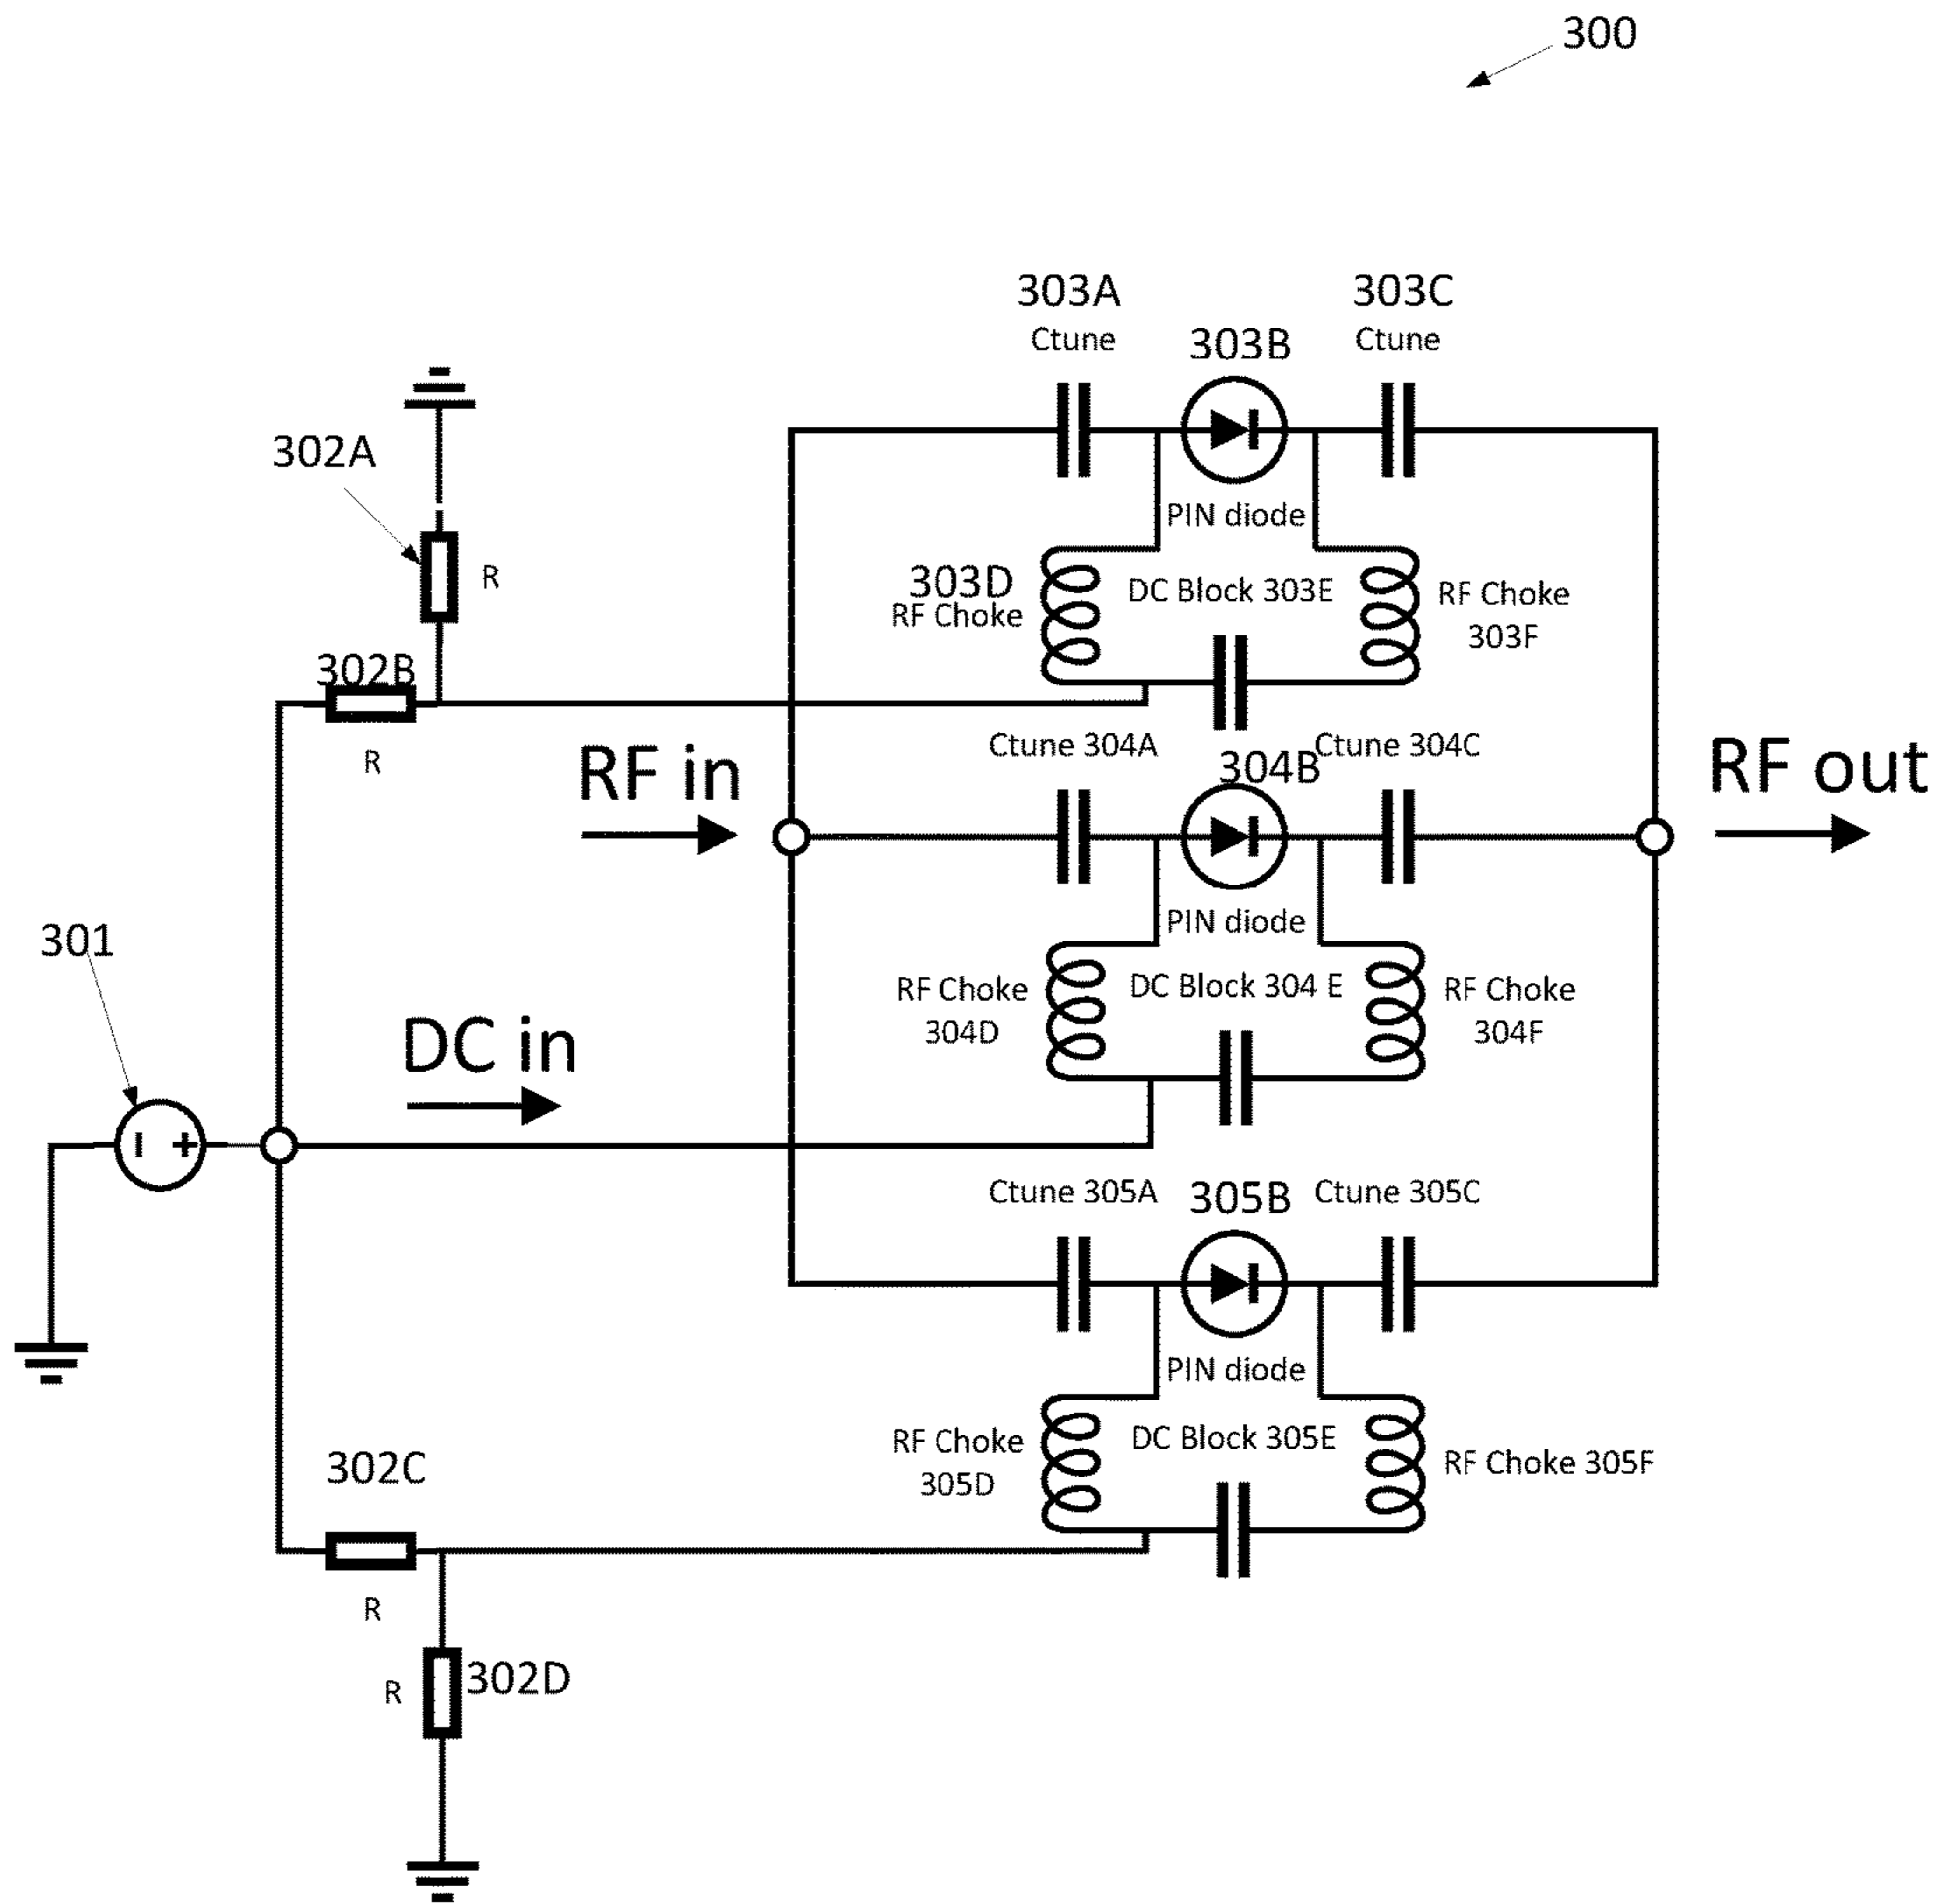 300
303A
Ctune
303B
303C
Ctune
302A
R
PIN diode
303D
RF Choke
DC Block 303E
RF Choke
303F
302B
R
RF in
Ctune 304A
304B
Ctune 304C
RF out
PIN diode
301
RF Choke
304D
DC Block 304 E
RF Choke
304F
DC in
- +
Ctune 305A
305B
Ctune 305C
PIN diode
RF Choke
305D
DC Block 305E
RF Choke 305F
302C
R
R
302D